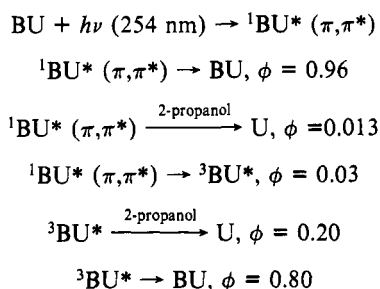 BU + hν (254 nm) → ¹BU* (π,π*)
¹BU* (π,π*) → BU, ϕ = 0.96
¹BU* (π,π*) —2-propanol→ U, ϕ =0.013
¹BU* (π,π*) → ³BU*, ϕ = 0.03
³BU* —2-propanol→ U, ϕ = 0.20
³BU* → BU, ϕ = 0.80